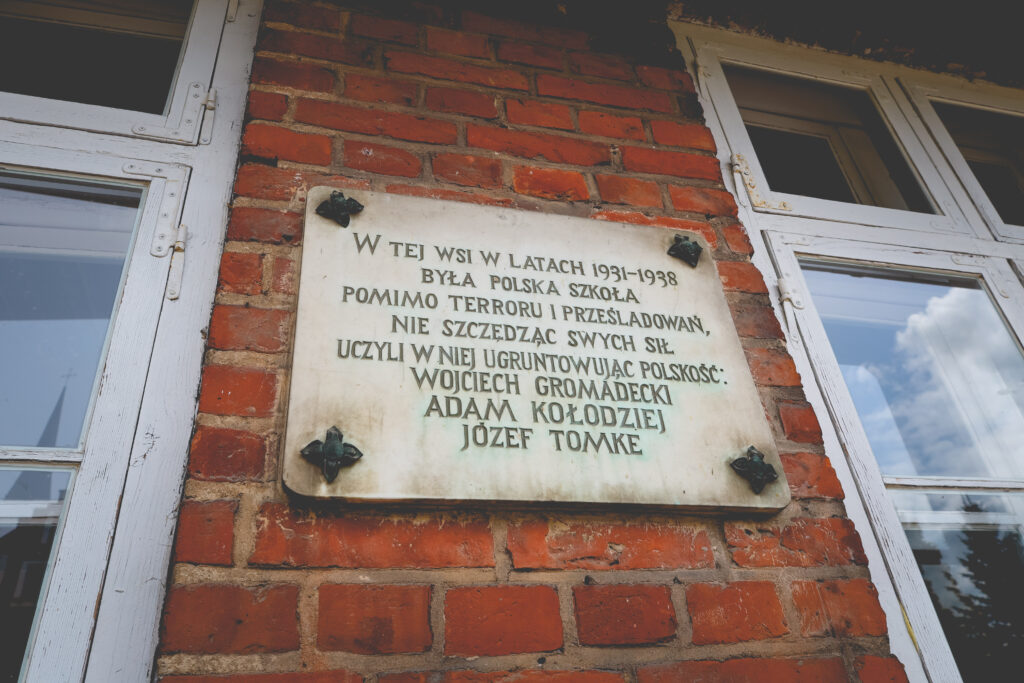 W TEJ WSI W LATACH 1931-1938
BYŁA POLSKA SZKOŁA
POMIMO TERRORU I PRZEŚLADOWAŃ,
NIE SZCZĘDZĄC SWYCH SIŁ
UCZYLI W NIEJ UGRUNTOWUJĄC POLSKOŚĆ:
WOJCIECH GROMADECKI
ADAM KOŁODZIEJ
JÓZEF TOMKE